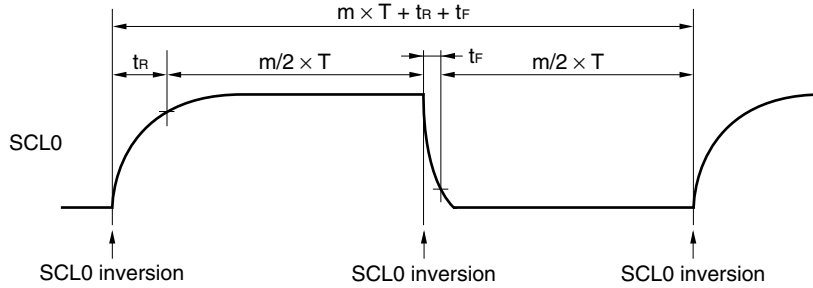 m × T + tR + tF
tR
m/2 × T
tF
m/2 × T
SCL0
SCL0 inversion
SCL0 inversion
SCL0 inversion